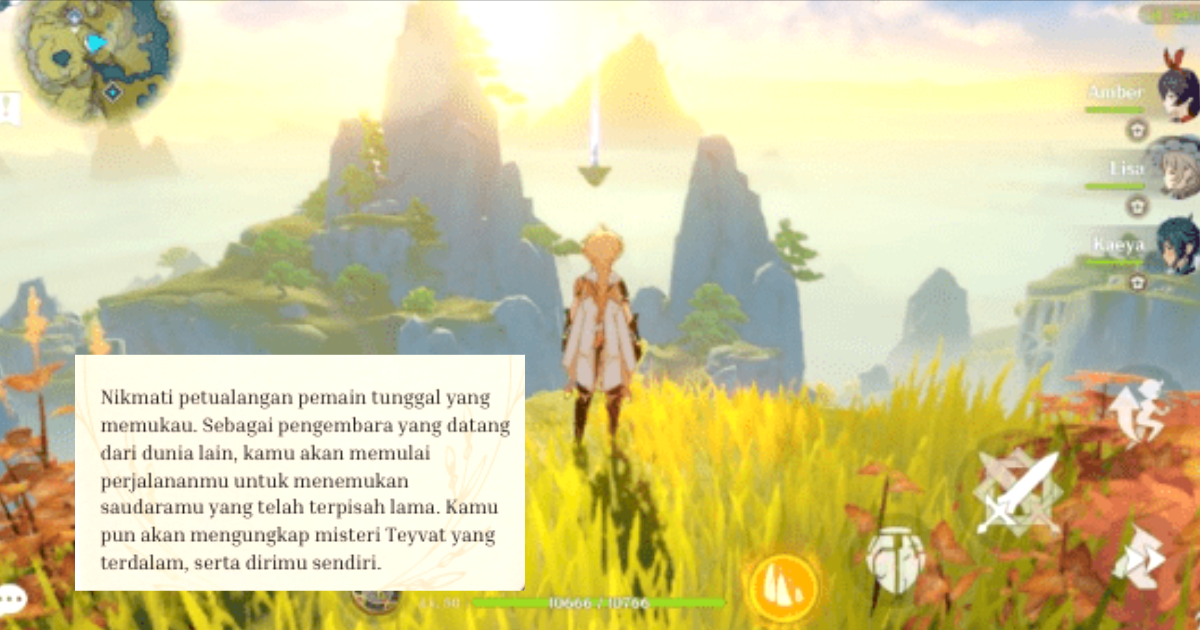 Amber
Lisa
Kaeya
Nikmati petualangan pemain tunggal yang
memukau. Sebagai pengembara yang datang
dari dunia lain, kamu akan memulai
perjalananmu untuk menemukan
saudaramu yang telah terpisah lama. Kamu
pun akan mengungkap misteri Teyvat yang
terdalam, serta dirimu sendiri.
10666 / 10766